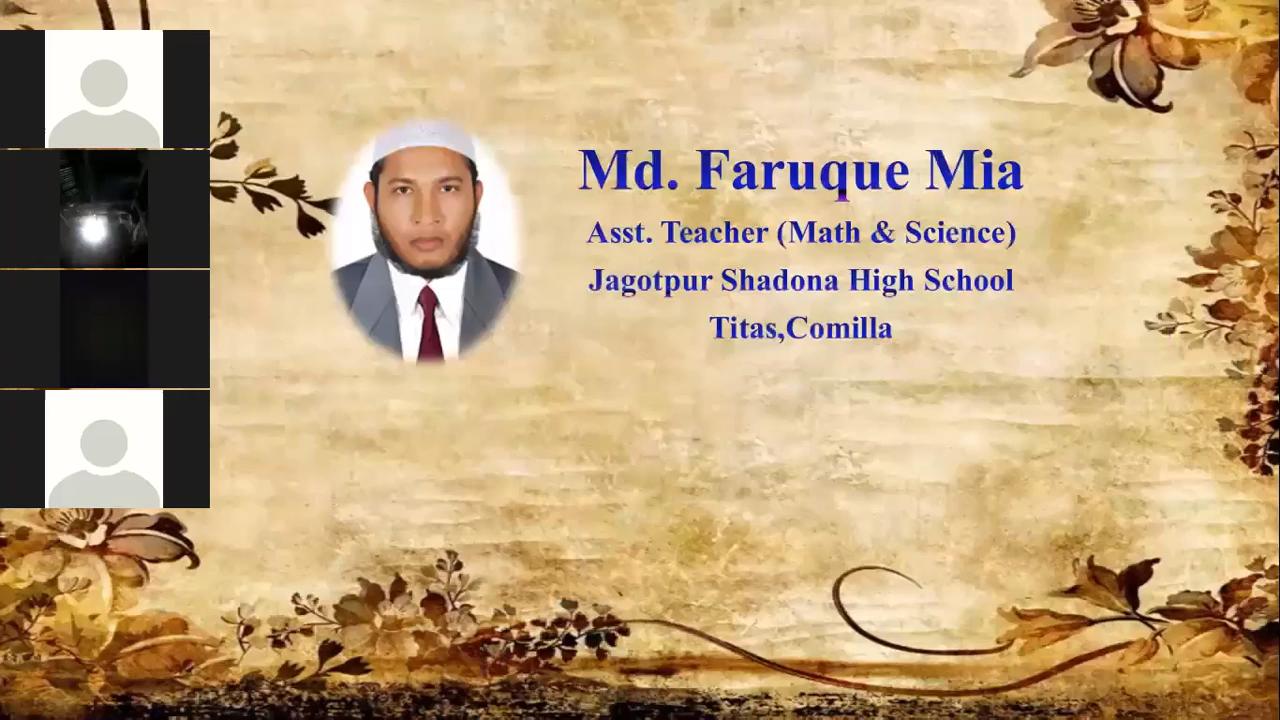 Md. Faruque Mia
Asst. Teacher (Math & Science)
Jagotpur Shadona High School
Titas,Comilla